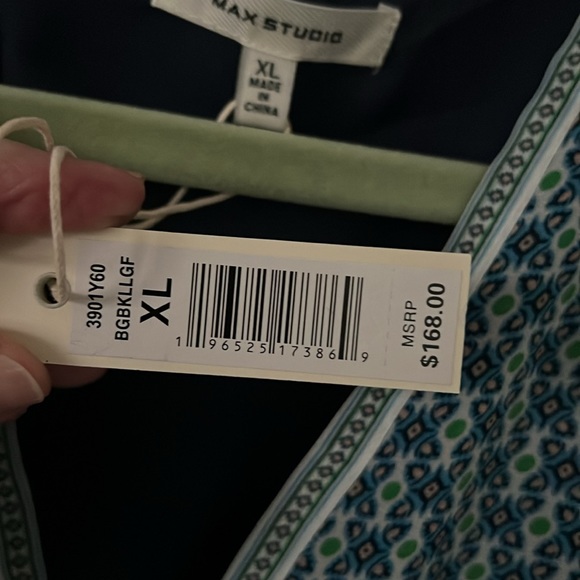 MAX STUDIO
XL
MADE
IN
CHINA
3901Y60
BGBKLLGF
XL
1 96525 17386 9
MSRP
$168.00